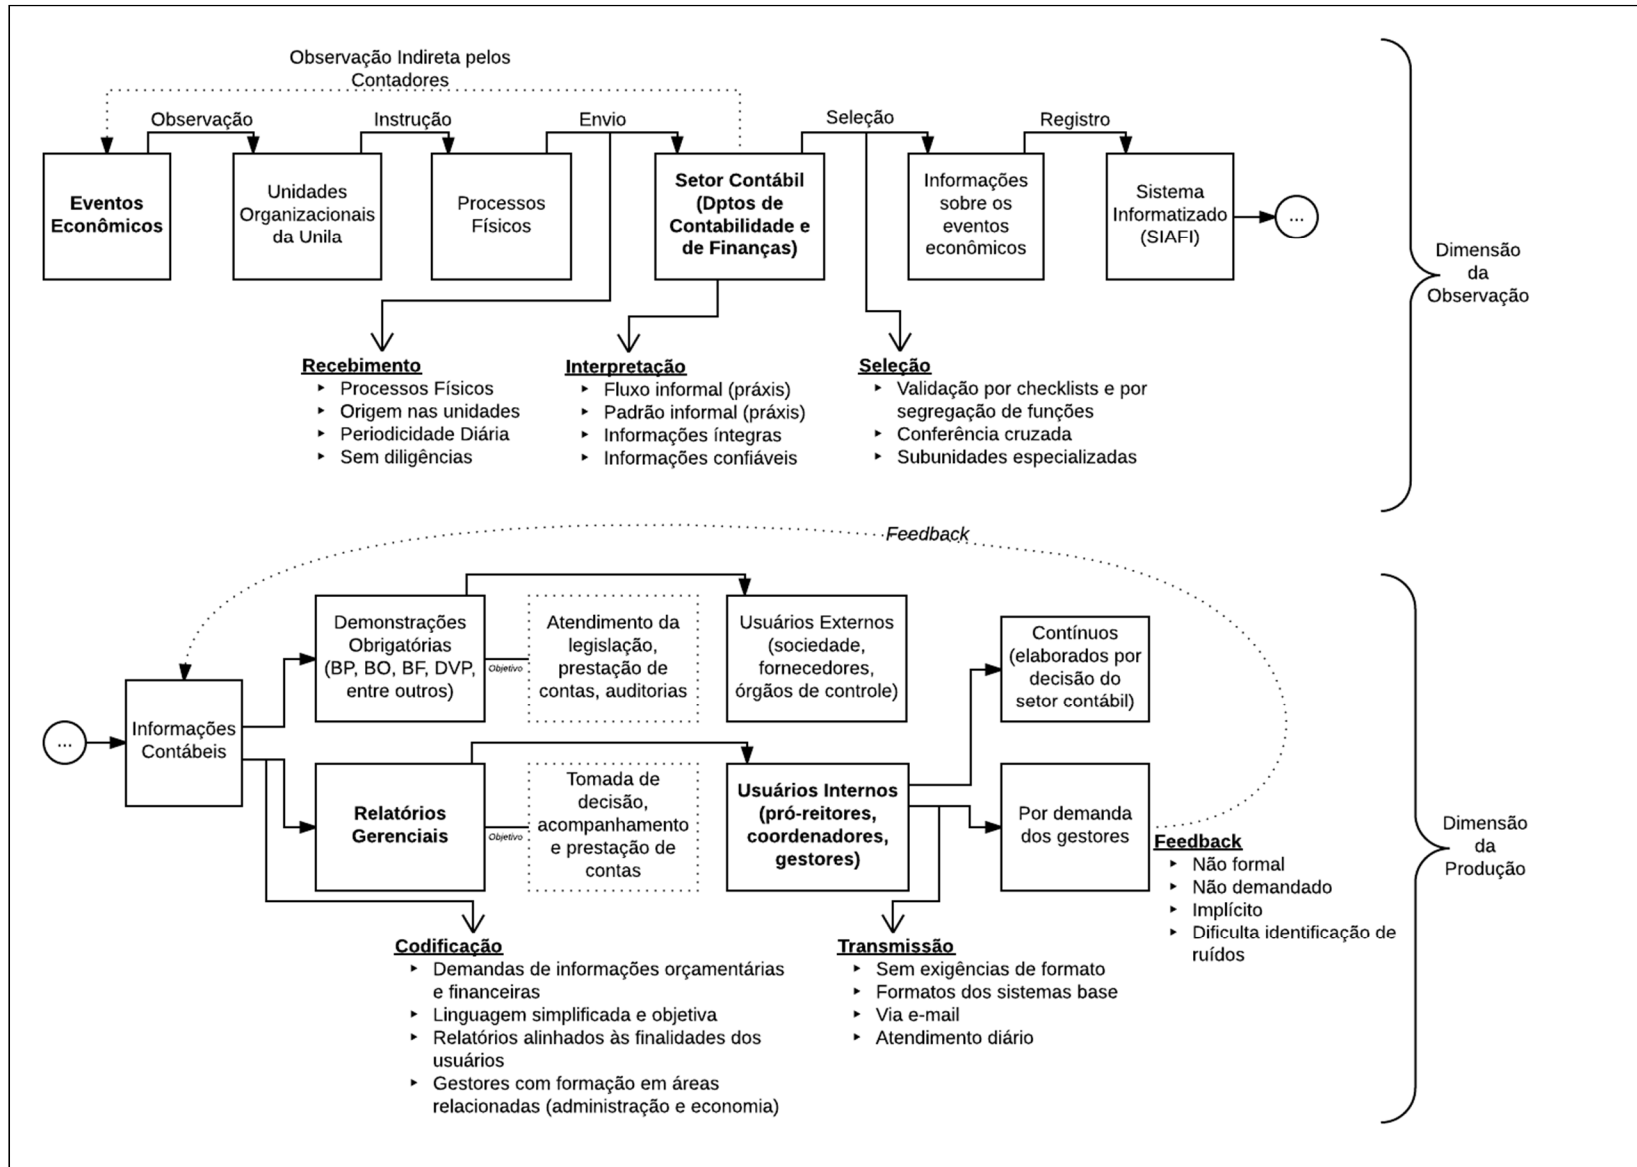 Observação Indireta pelos
Contadores
Observação
Instrução
Envio
Seleção
Registro
Eventos
Econômicos
Unidades
Organizacionais
da Unila
Processos
Físicos
Setor Contábil
(Dptos de
Contabilidade e
de Finanças)
Informações
sobre os
eventos
econômicos
Sistema
Informatizado
(SIAFI)
...
Dimensão
da
Observação
Recebimento
Processos Físicos
Origem nas unidades
Periodicidade Diária
Sem diligências
Interpretação
Fluxo informal (práxis)
Padrão informal (práxis)
Informações íntegras
Informações confiáveis
Seleção
Validação por checklists e por
segregação de funções
Conferência cruzada
Subunidades especializadas
Feedback
...
Informações
Contábeis
Demonstrações
Obrigatórias
(BP, BO, BF, DVP,
entre outros)
Objetivo
Atendimento da
legislação,
prestação de
contas, auditorias
Usuários Externos
(sociedade,
fornecedores,
órgãos de controle)
Contínuos
(elaborados por
decisão do
setor contábil)
Relatórios
Gerenciais
Objetivo
Tomada de
decisão,
acompanhamento
e prestação de
contas
Usuários Internos
(pró-reitores,
coordenadores,
gestores)
Por demanda
dos gestores
Feedback
Não formal
Não demandado
Implícito
Dificulta identificação de
ruídos
Dimensão
da
Produção
Codificação
Demandas de informações orçamentárias
e financeiras
Linguagem simplificada e objetiva
Relatórios alinhados às finalidades dos
usuários
Gestores com formação em áreas
relacionadas (administração e economia)
Transmissão
Sem exigências de formato
Formatos dos sistemas base
Via e-mail
Atendimento diário